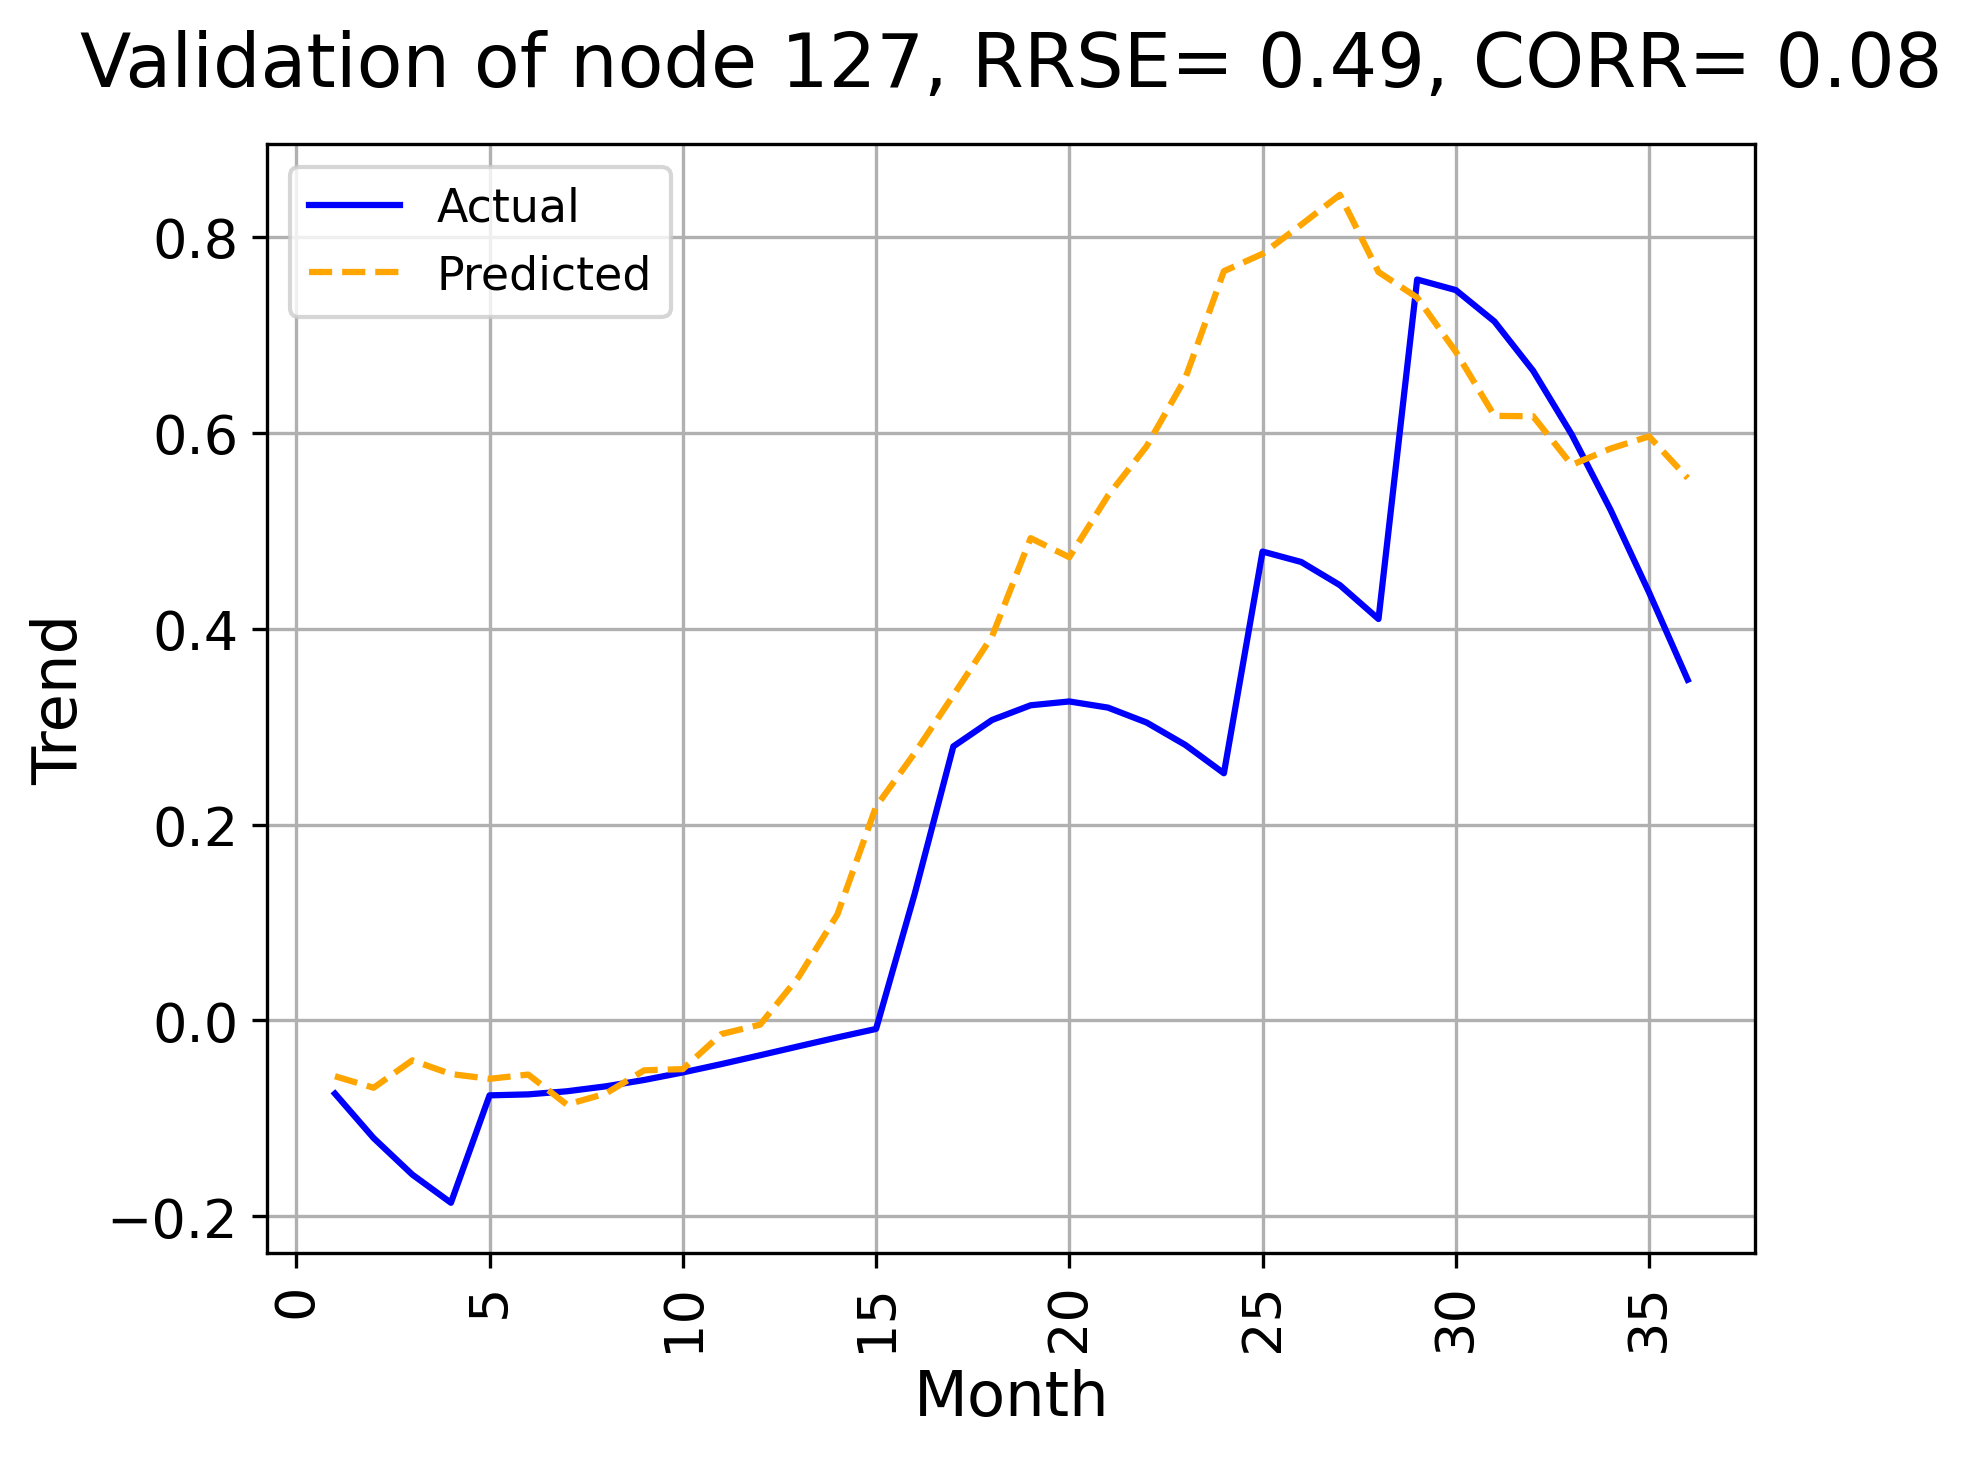 Validation of node 127, RRSE= 0.49, CORR= 0.08
Actual
Predicted
Trend
0.8
0.6
0.4
0.2
0.0
−0.2
0 5 10 15 20 25 30 35
Month